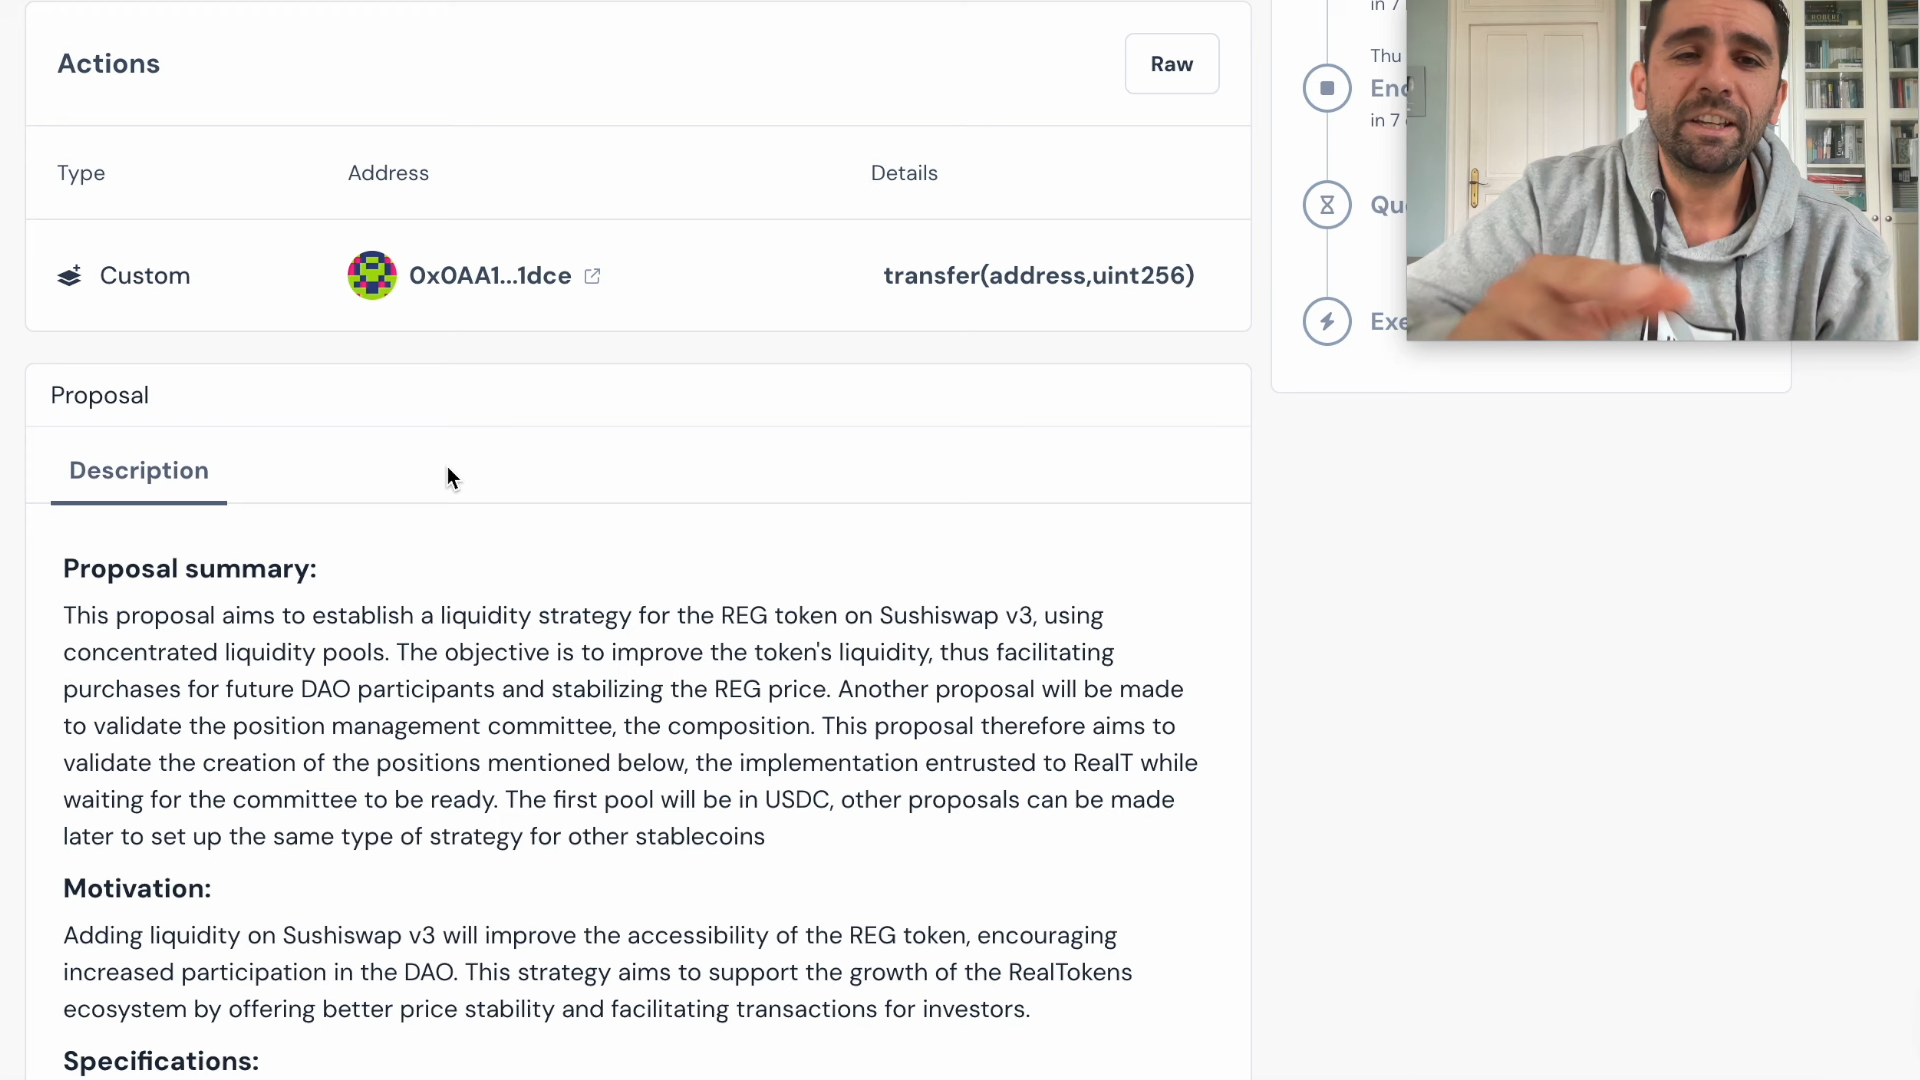 Actions
Raw
Type Address Details
Custom 0x0AA1...1dce transfer(address,uint256)
Proposal
Description
Proposal summary:
This proposal aims to establish a liquidity strategy for the REG token on Sushiswap v3, using
concentrated liquidity pools. The objective is to improve the token's liquidity, thus facilitating
purchases for future DAO participants and stabilizing the REG price. Another proposal will be made
to validate the position management committee, the composition. This proposal therefore aims to
validate the creation of the positions mentioned below, the implementation entrusted to RealT while
waiting for the committee to be ready. The first pool will be in USDC, other proposals can be made
later to set up the same type of strategy for other stablecoins
Motivation:
Adding liquidity on Sushiswap v3 will improve the accessibility of the REG token, encouraging
increased participation in the DAO. This strategy aims to support the growth of the RealTokens
ecosystem by offering better price stability and facilitating transactions for investors.
Specifications:
in 7
Thu
in 7